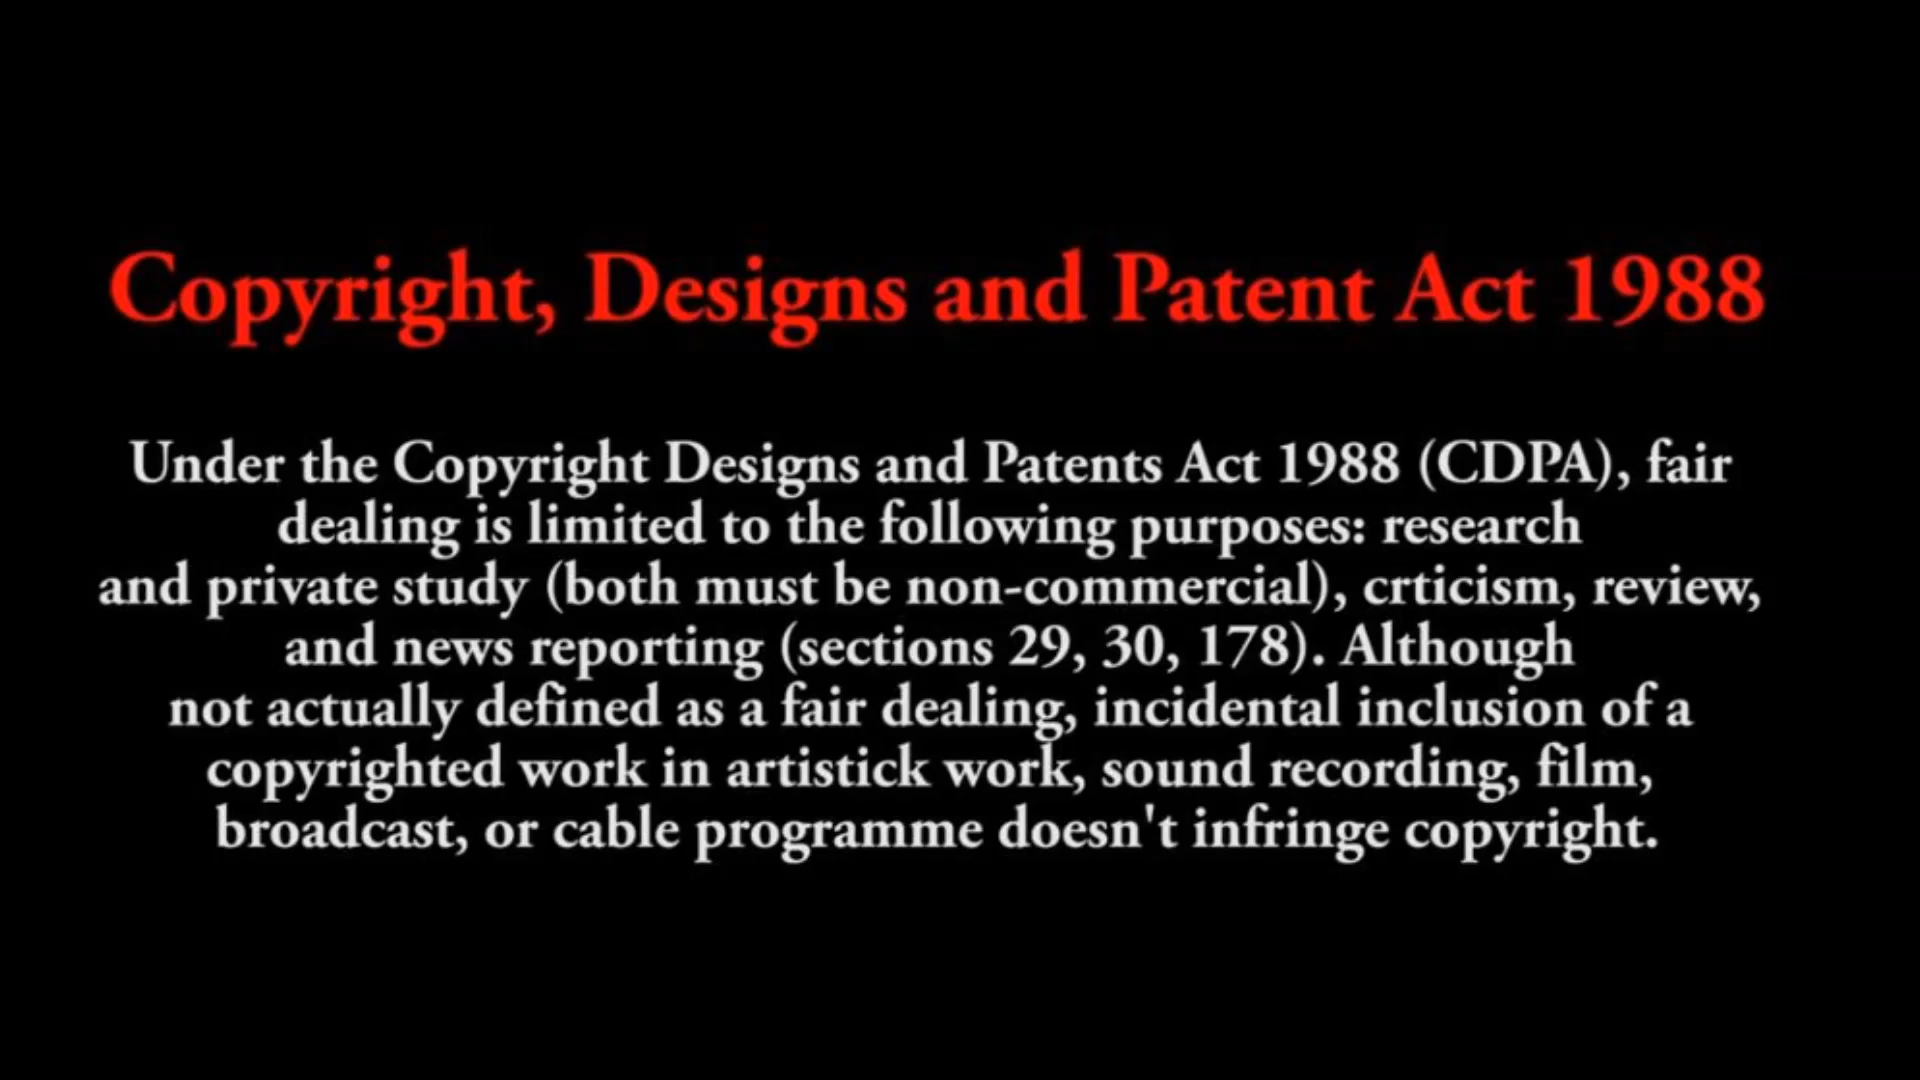 Copyright, Designs and Patent Act 1988
Under the Copyright Designs and Patents Act 1988 (CDPA), fair
dealing is limited to the following purposes: research
and private study (both must be non-commercial), crticism, review,
and news reporting (sections 29, 30, 178). Although
not actually defined as a fair dealing, incidental inclusion of a
copyrighted work in artistick work, sound recording, film,
broadcast, or cable programme doesn't infringe copyright.